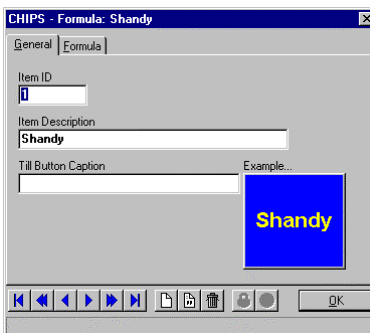 CHIPS - Formula: Shandy
General Formula
Item ID
1
Item Description
Shandy
Till Button Caption Example...
Shandy
OK